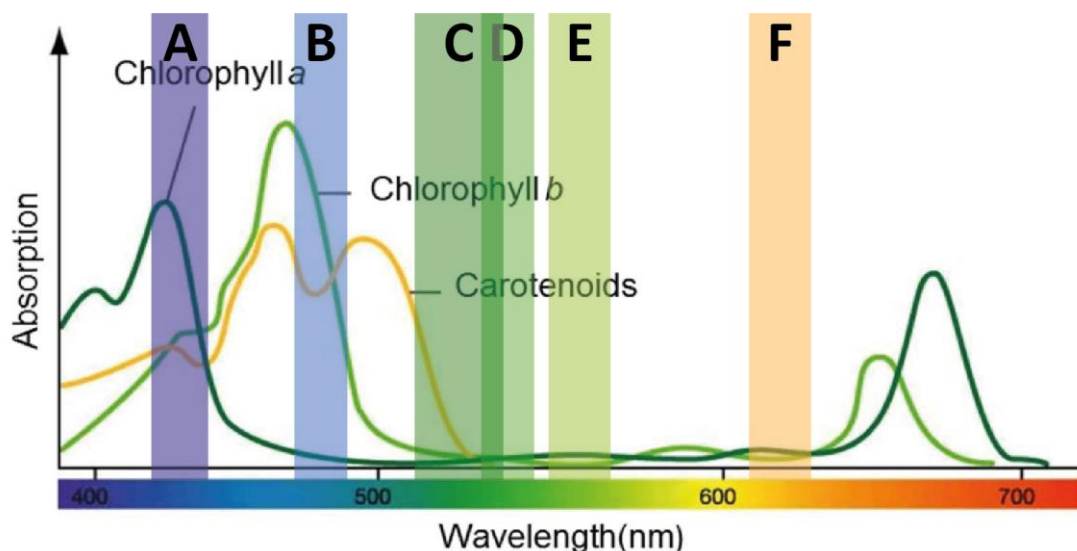 A B C D E F
Chlorophyll a
Chlorophyll b
Carotenoids
Absorption
400 500 600 700
Wavelength(nm)